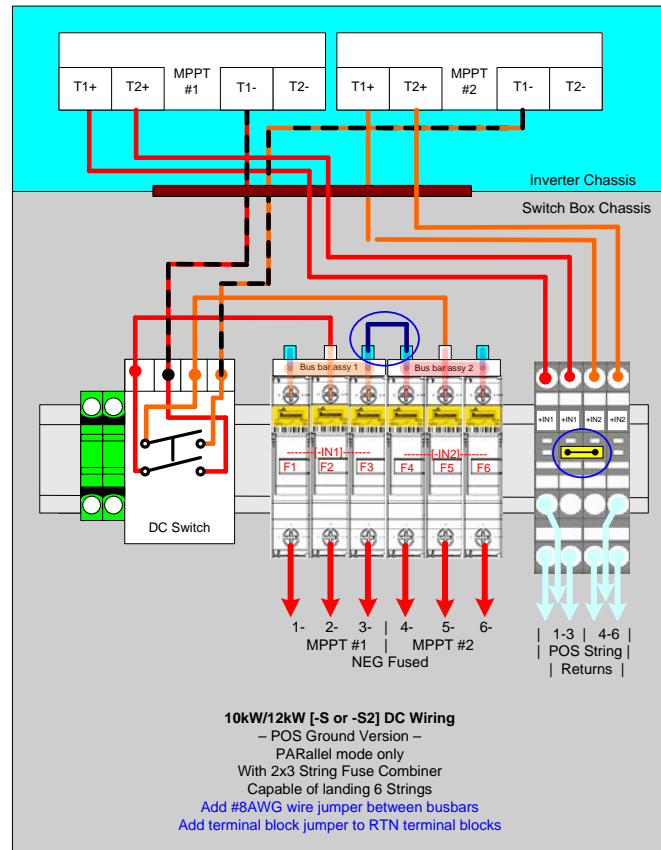 MPPT
#1
T1+
T2+
T1-
T2-
MPPT
#2
T1+
T2+
T1-
T2-
Inverter Chassis
Switch Box Chassis
Bus bar assy 1
Bus bar assy 2
+IN1
+IN1
+IN2
+IN2
------[-IN1]------
------[-IN2]------
F1
F2
F3
F4
F5
F6
DC Switch
1- 2- 3- | 4- 5- 6-
MPPT #1 | MPPT #2
NEG Fused
| 1-3 | 4-6
| POS String |
| Returns |
10kW/12kW [-S or -S2] DC Wiring
– POS Ground Version –
PARallel mode only
With 2x3 String Fuse Combiner
Capable of landing 6 Strings
Add #8AWG wire jumper between busbars
Add terminal block jumper to RTN terminal blocks